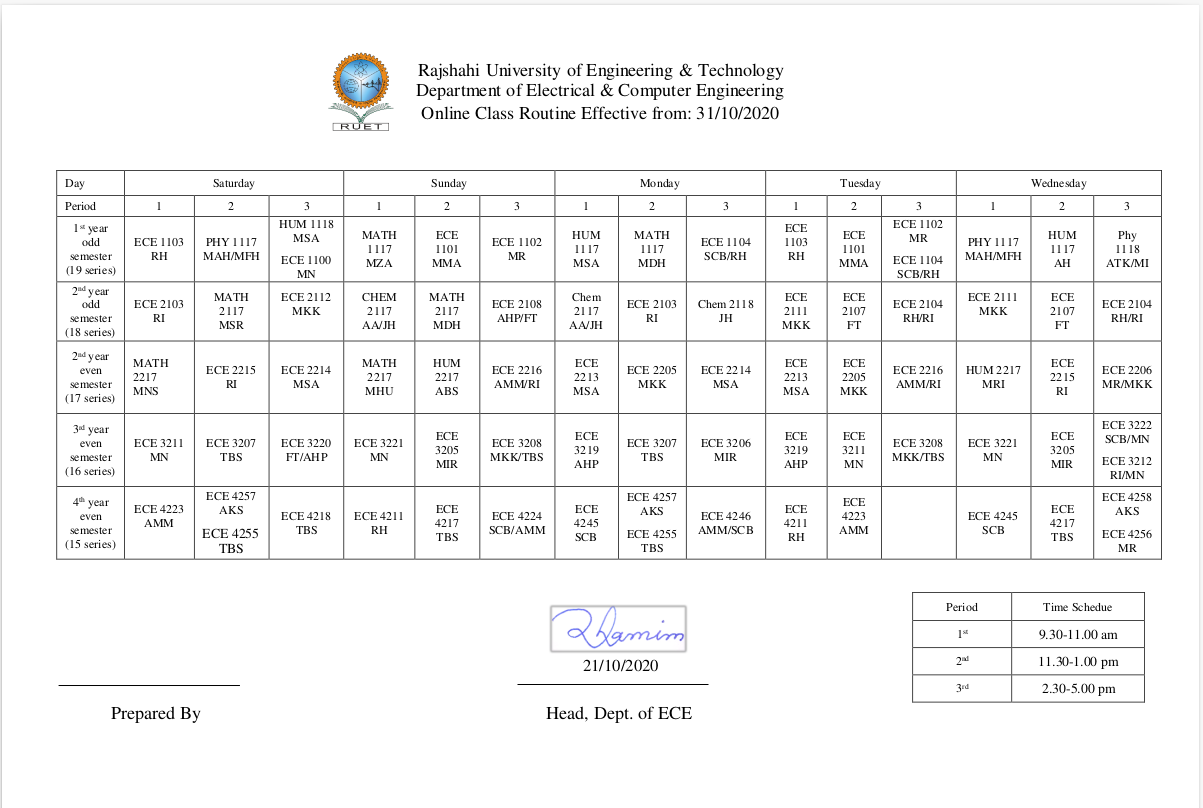 Rajshahi University of Engineering & Technology
Department of Electrical & Computer Engineering
Online Class Routine Effective from: 31/10/2020
RUET
Day Saturday Sunday Monday Tuesday Wednesday
Period 1 2 3 1 2 3 1 2 3 1 2 3 1 2 3
1st year
odd
semester
(19 series)
ECE 1103
RH
PHY 1117
MAH/MFH
HUM 1118
MSA
ECE 1100
MN
MATH
1117
MZA
ECE
1101
MMA
ECE 1102
MR
HUM
1117
MSA
MATH
1117
MDH
ECE 1104
SCB/RH
ECE
1103
RH
ECE
1101
MMA
ECE 1102
MR
ECE 1104
SCB/RH
PHY 1117
MAH/MFH
HUM
1117
AH
Phy
1118
ATK/MI
2nd year
odd
semester
(18 series)
ECE 2103
RI
MATH
2117
MSR
ECE 2112
MKK
CHEM
2117
AA/JH
MATH
2117
MDH
ECE 2108
AHP/FT
Chem
2117
AA/JH
ECE 2103
RI
Chem 2118
JH
ECE
2111
MKK
ECE
2107
FT
ECE 2104
RH/RI
ECE 2111
MKK
ECE
2107
FT
ECE 2104
RH/RI
2nd year
even
semester
(17 series)
MATH
2217
MNS
ECE 2215
RI
ECE 2214
MSA
MATH
2217
MHU
HUM
2217
ABS
ECE 2216
AMM/RI
ECE
2213
MSA
ECE 2205
MKK
ECE 2214
MSA
ECE
2213
MSA
ECE
2205
MKK
ECE 2216
AMM/RI
HUM 2217
MRI
ECE
2215
RI
ECE 2206
MR/MKK
3rd year
even
semester
(16 series)
ECE 3211
MN
ECE 3207
TBS
ECE 3220
FT/AHP
ECE 3221
MN
ECE
3205
MIR
ECE 3208
MKK/TBS
ECE
3219
AHP
ECE 3207
TBS
ECE 3206
MIR
ECE
3219
AHP
ECE
3211
MN
ECE 3208
MKK/TBS
ECE 3221
MN
ECE
3205
MIR
ECE 3222
SCB/MN
ECE 3212
RI/MN
4th year
even
semester
(15 series)
ECE 4223
AMM
ECE 4257
AKS
ECE 4255
TBS
ECE 4218
TBS
ECE 4211
RH
ECE
4217
TBS
ECE 4224
SCB/AMM
ECE
4245
SCB
ECE 4257
AKS
ECE 4255
TBS
ECE 4246
AMM/SCB
ECE
4211
RH
ECE
4223
AMM
ECE 4245
SCB
ECE
4217
TBS
ECE 4258
AKS
ECE 4256
MR
21/10/2020
Prepared By
Head, Dept. of ECE
Period Time Schedue
1st 9.30-11.00 am
2nd 11.30-1.00 pm
3rd 2.30-5.00 pm